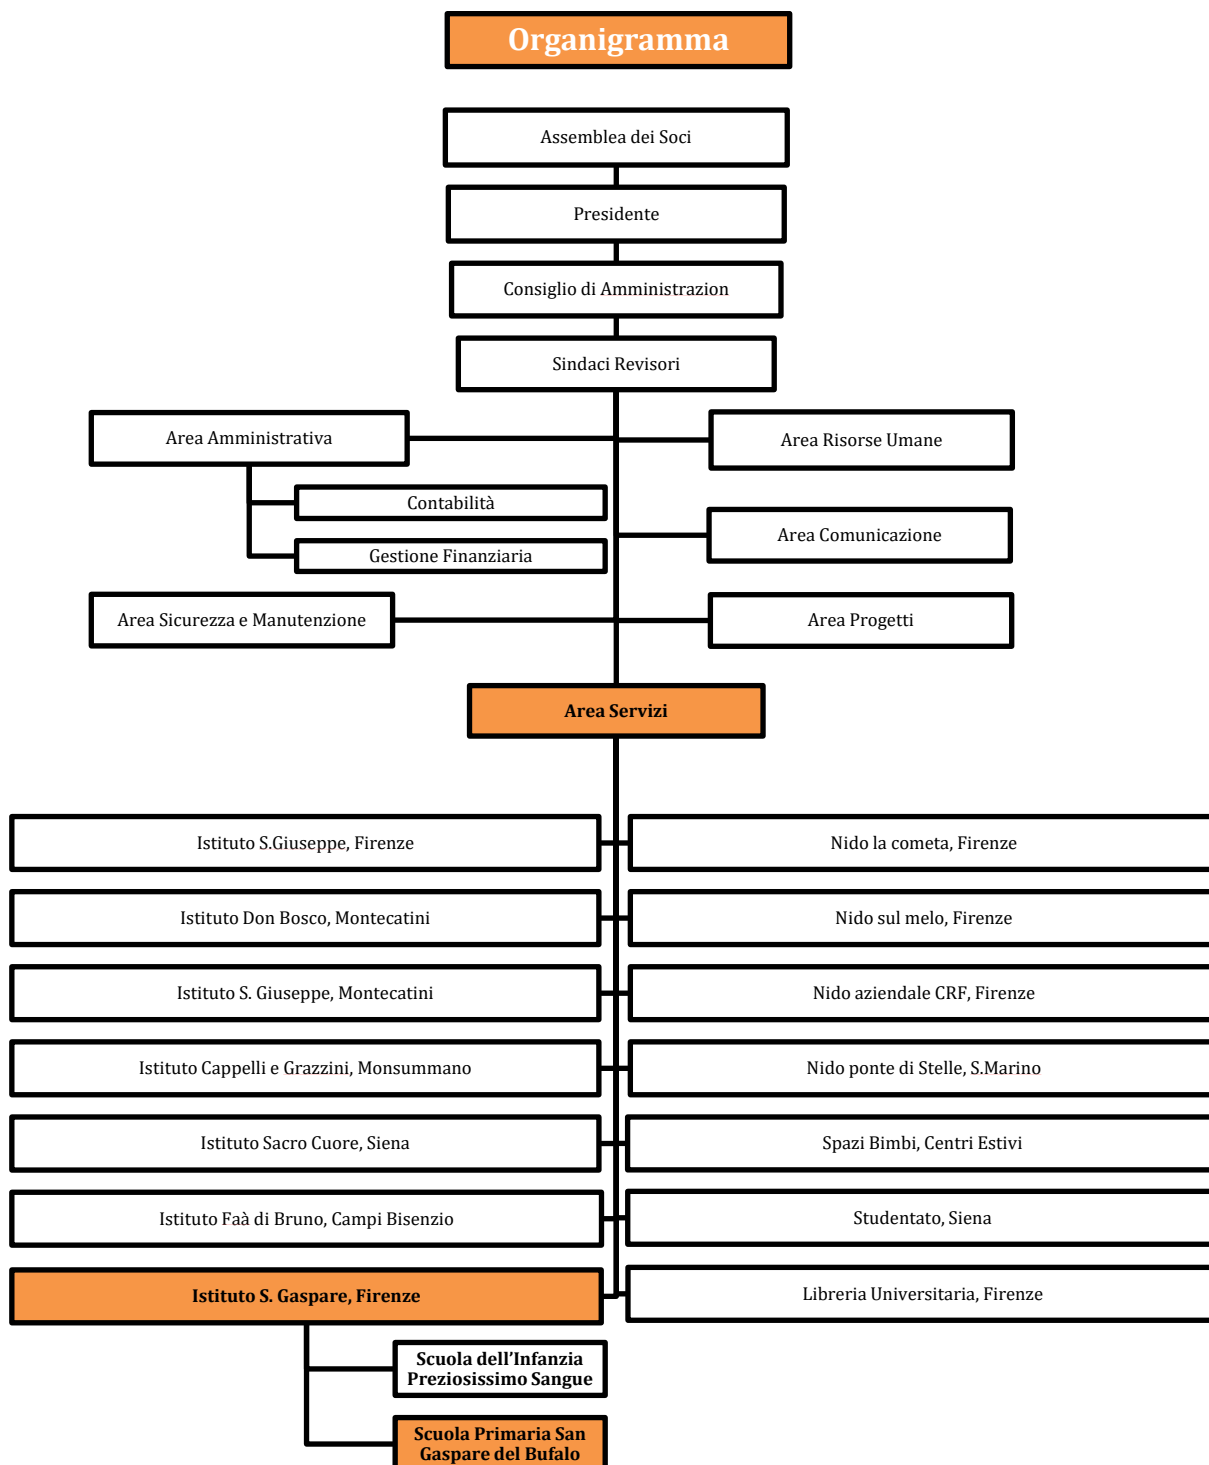 Organigramma
Assemblea dei Soci
Presidente
Consiglio di Amministrazion
Sindaci Revisori
Area Amministrativa
Area Risorse Umane
Contabilità
Area Comunicazione
Gestione Finanziaria
Area Sicurezza e Manutenzione
Area Progetti
Area Servizi
Istituto S.Giuseppe, Firenze
Nido la cometa, Firenze
Istituto Don Bosco, Montecatini
Nido sul melo, Firenze
Istituto S. Giuseppe, Montecatini
Nido aziendale CRF, Firenze
Istituto Cappelli e Grazzini, Monsummano
Nido ponte di Stelle, S.Marino
Istituto Sacro Cuore, Siena
Spazi Bimbi, Centri Estivi
Istituto Faà di Bruno, Campi Bisenzio
Studentato, Siena
Istituto S. Gaspare, Firenze
Libreria Universitaria, Firenze
Scuola dell'Infanzia
Preziosissimo Sangue
Scuola Primaria San
Gaspare del Bufalo